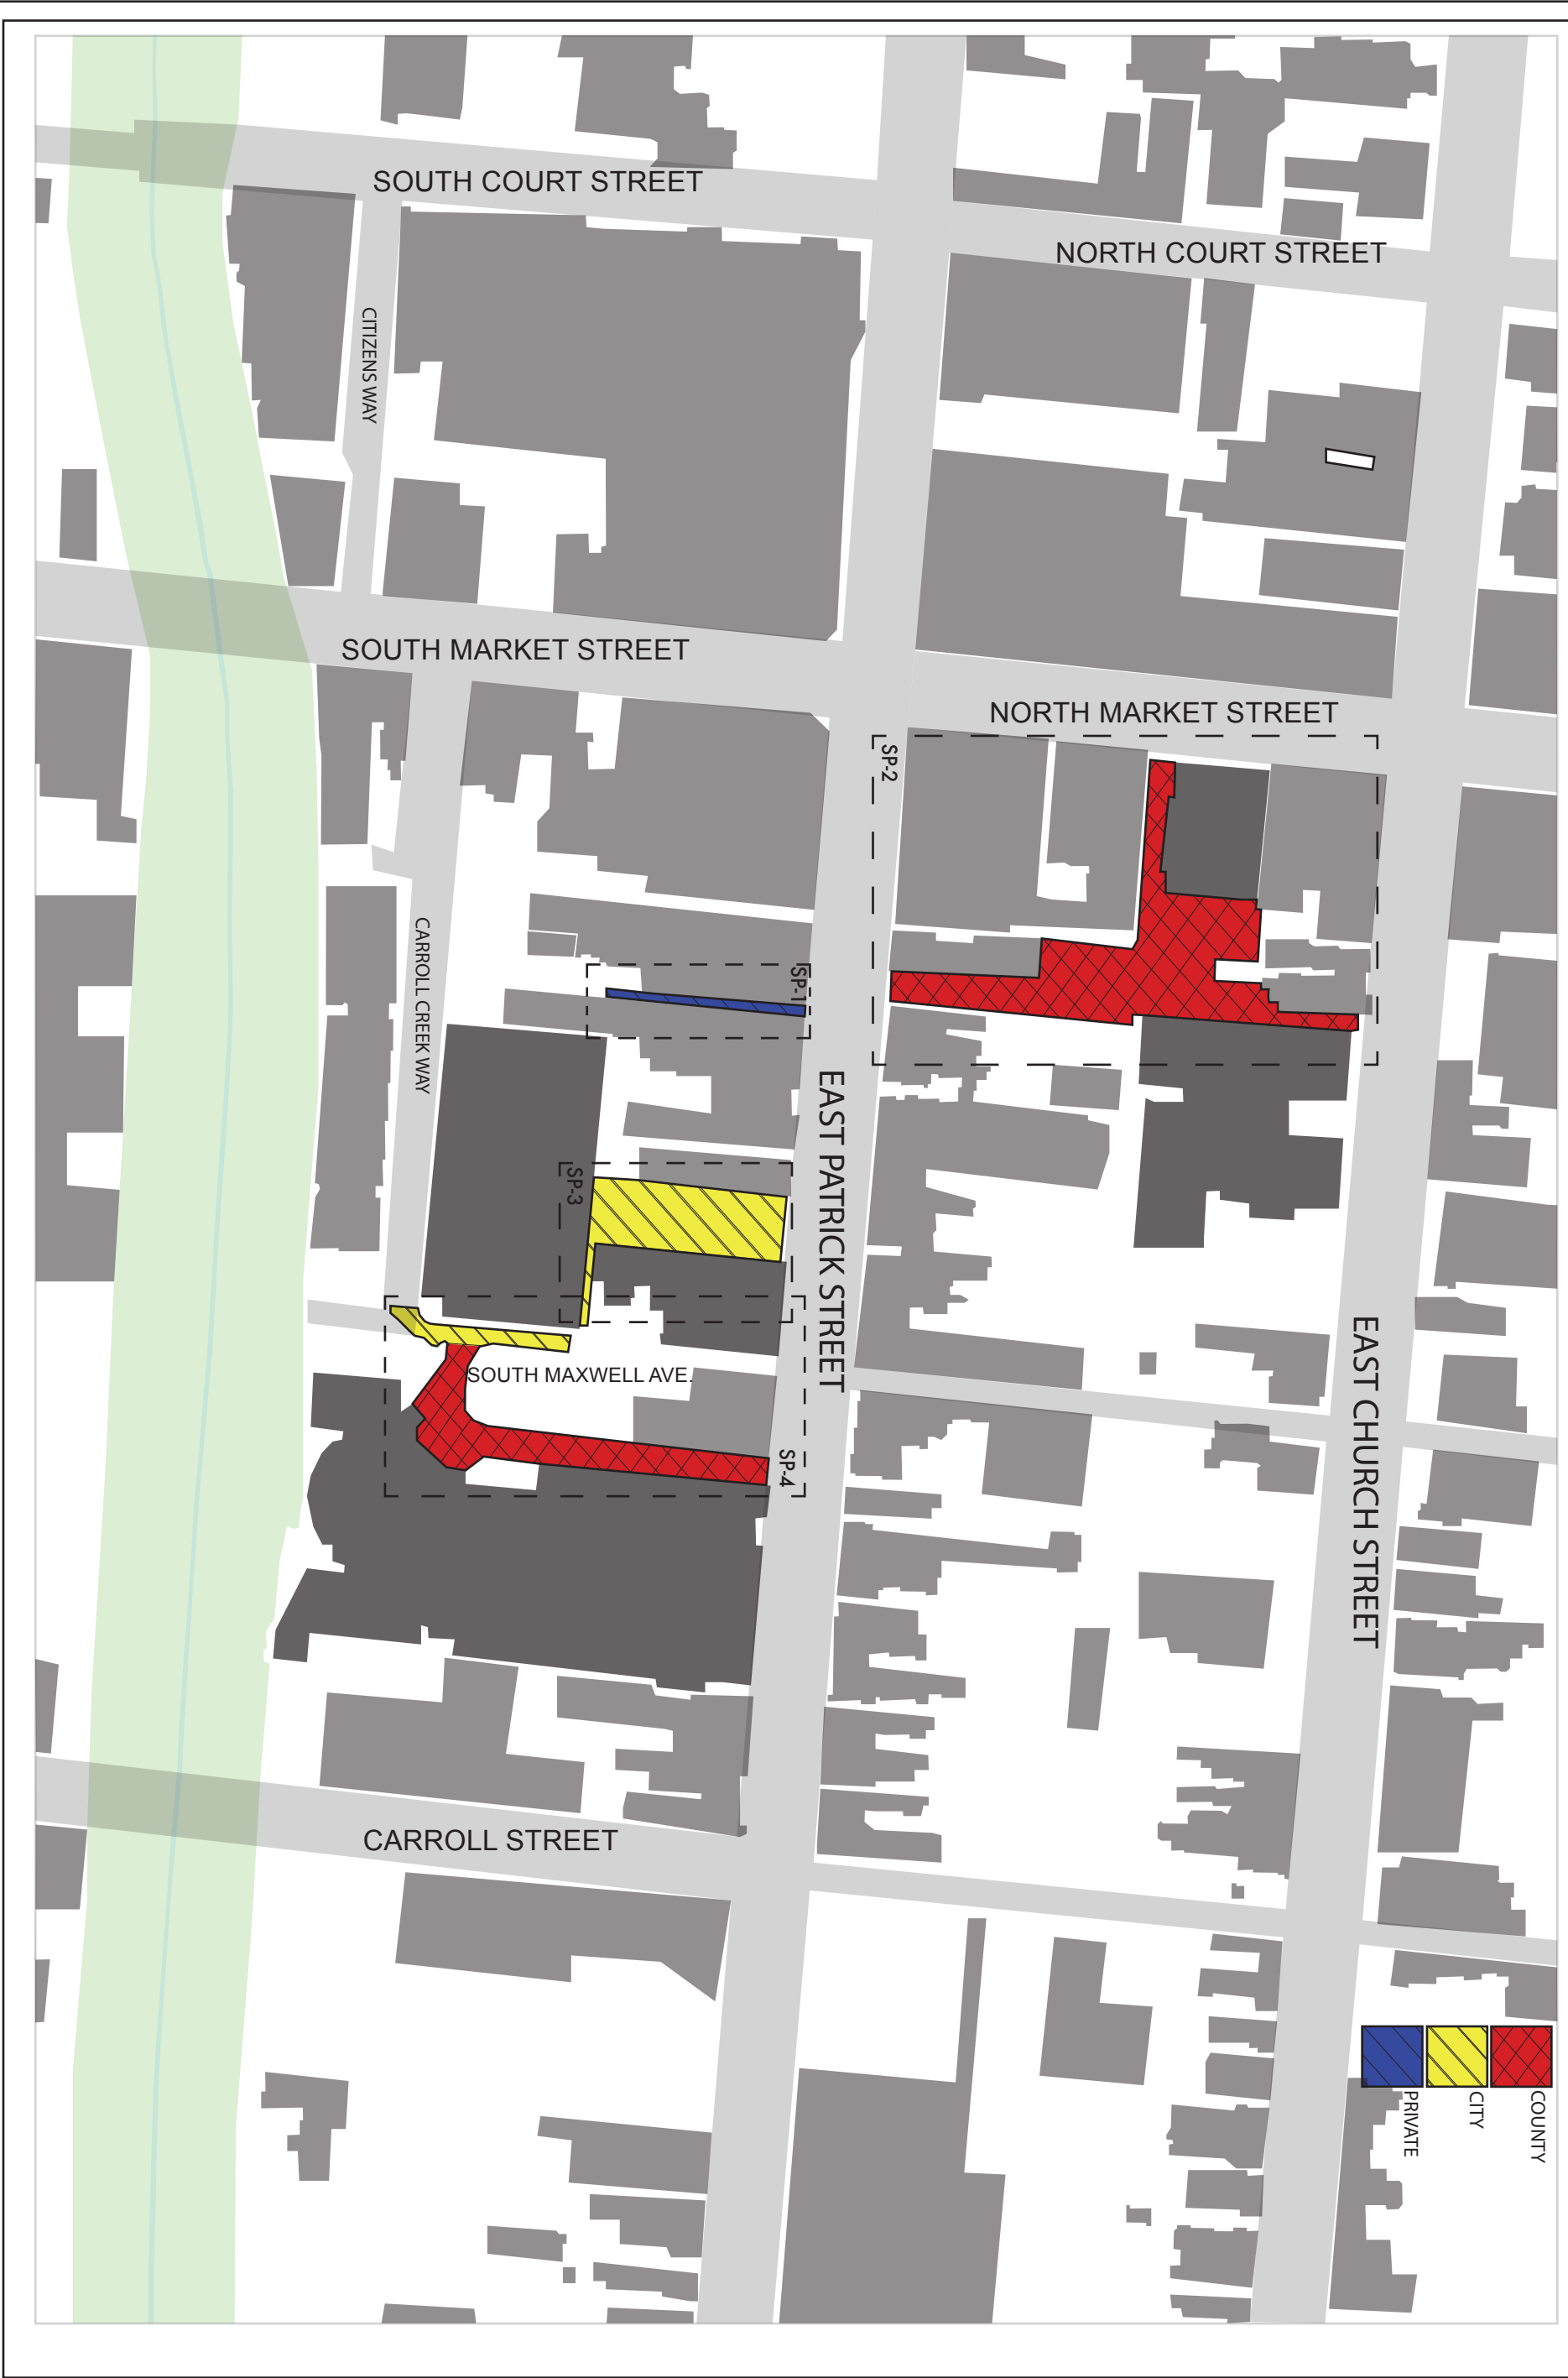 SOUTH COURT STREET
NORTH COURT STREET
CITIZENS WAY
SOUTH MARKET STREET
NORTH MARKET STREET
SP-2
CARROLL CREEK WAY
SP-1
EAST PATRICK STREET
SP-3
SOUTH MAXWELL AVE.
EAST CHURCH STREET
SP-4
CARROLL STREET
COUNTY
CITY
PRIVATE